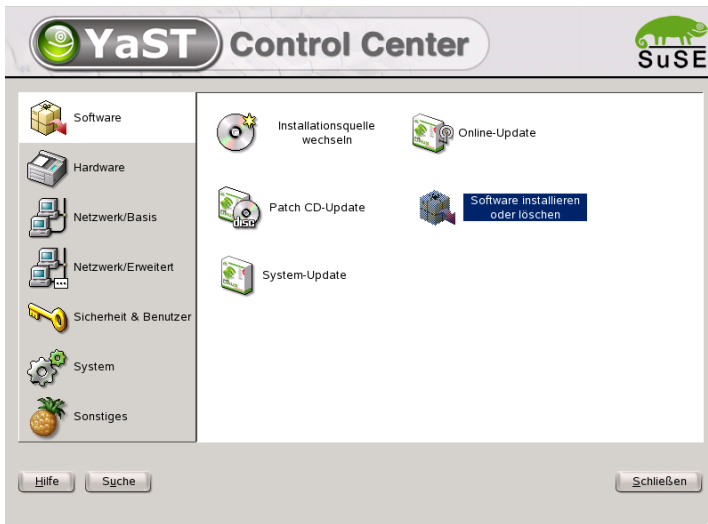 YaST Control Center
SuSE
Software
Hardware
Netzwerk/Basis
Netzwerk/Erweitert
Sicherheit & Benutzer
System
Sonstiges
Installationsquelle
wechseln
Online-Update
Patch CD-Update
Software installieren
oder löschen
System-Update
Hilfe
Suche
Schließen